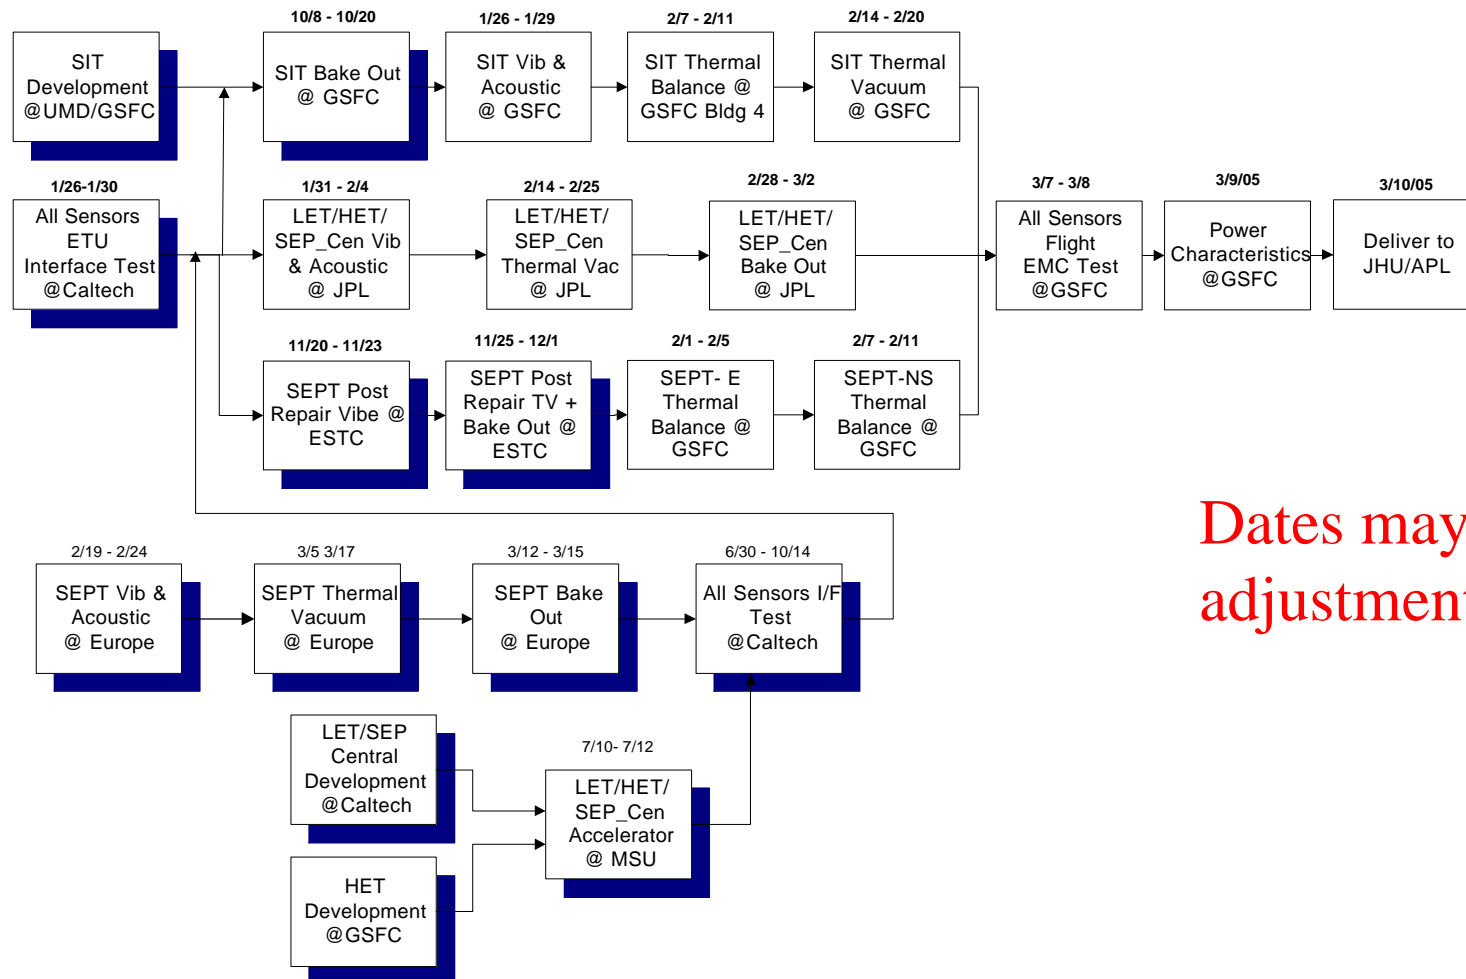 10/8 - 10/20
1/26 - 1/29
2/7 - 2/11
2/14 - 2/20
SIT
Development
@UMD/GSFC
SIT Bake Out
@ GSFC
SIT Vib &
Acoustic
@ GSFC
SIT Thermal
Balance @
GSFC Bldg 4
SIT Thermal
Vacuum
@ GSFC
1/26-1/30
1/31 - 2/4
2/14 - 2/25
2/28 - 3/2
3/7 - 3/8
3/9/05
3/10/05
All Sensors
ETU
Interface Test
@Caltech
LET/HET/
SEP_Cen Vib
& Acoustic
@ JPL
LET/HET/
SEP_Cen
Thermal Vac
@ JPL
LET/HET/
SEP_Cen
Bake Out
@ JPL
All Sensors
Flight
EMC Test
@GSFC
Power
Characteristics
@GSFC
Deliver to
JHU/APL
11/20 - 11/23
11/25 - 12/1
2/1 - 2/5
2/7 - 2/11
SEPT Post
Repair Vibe @
ESTC
SEPT Post
Repair TV +
Bake Out @
ESTC
SEPT- E
Thermal
Balance @
GSFC
SEPT-NS
Thermal
Balance @
GSFC
Dates may
adjustment
2/19 - 2/24
3/5 3/17
3/12 - 3/15
6/30 - 10/14
SEPT Vib &
Acoustic
@ Europe
SEPT Thermal
Vacuum
@ Europe
SEPT Bake
Out
@ Europe
All Sensors I/F
Test
@Caltech
LET/SEP
Central
Development
@Caltech
7/10- 7/12
LET/HET/
SEP_Cen
Accelerator
@ MSU
HET
Development
@GSFC